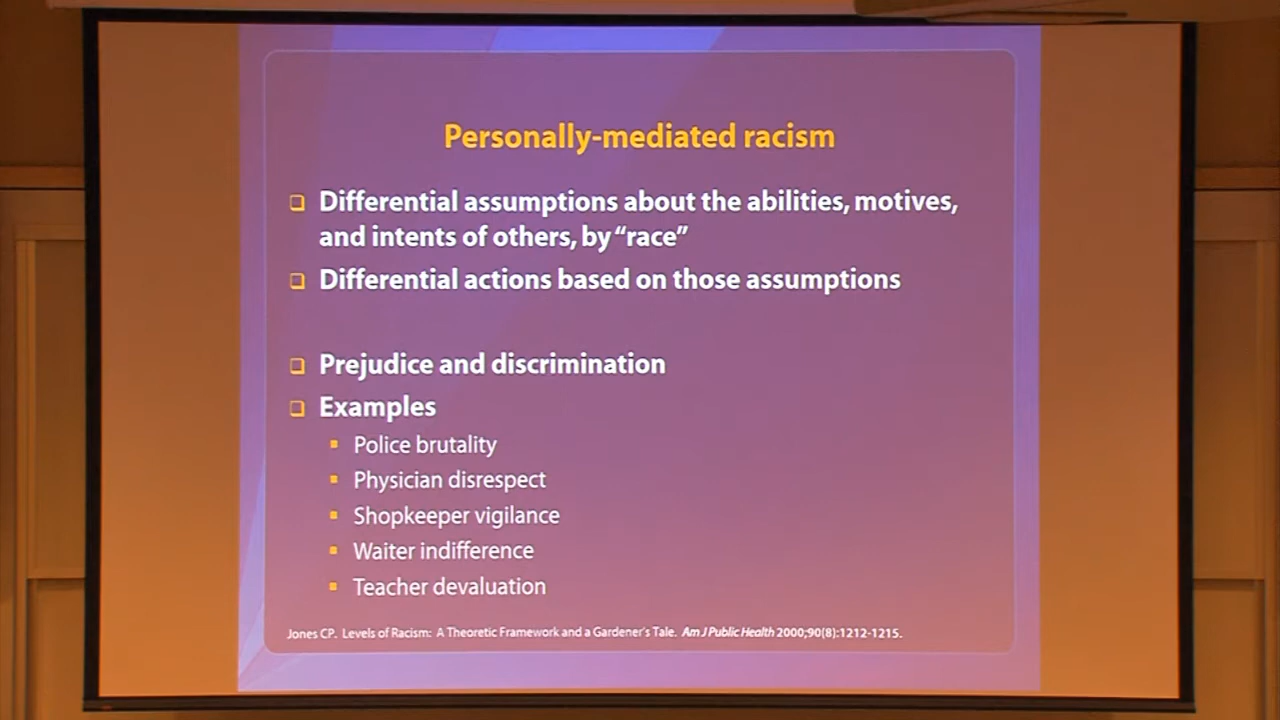 Personally-mediated racism
Differential assumptions about the abilities, motives,
and intents of others, by “race”
Differential actions based on those assumptions
Prejudice and discrimination
Examples
Police brutality
Physician disrespect
Shopkeeper vigilance
Waiter indifference
Teacher devaluation
Jones CP. Levels of Racism: A Theoretic Framework and a Gardener's Tale. Am J Public Health 2000;90(8):1212-1215.